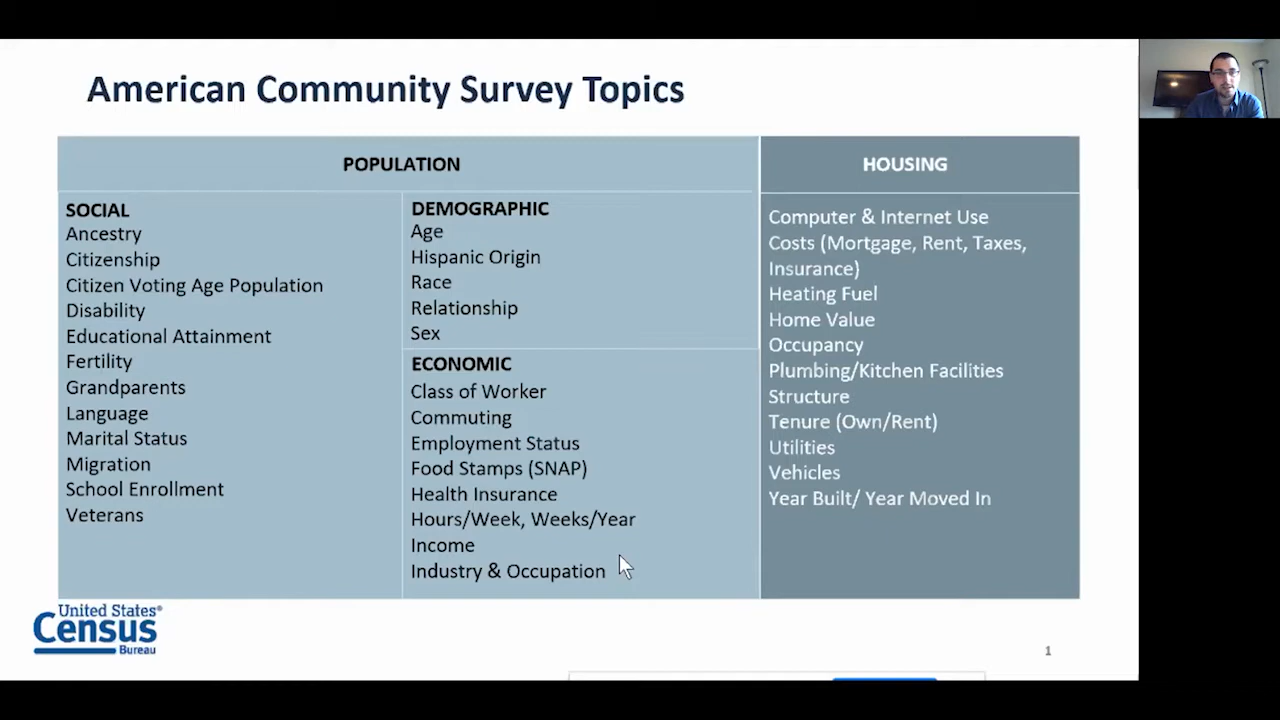 American Community Survey Topics
POPULATION
SOCIAL
Ancestry
Citizenship
Citizen Voting Age Population
Disability
Educational Attainment
Fertility
Grandparents
Language
Marital Status
Migration
School Enrollment
Veterans
DEMOGRAPHIC
Age
Hispanic Origin
Race
Relationship
Sex
ECONOMIC
Class of Worker
Commuting
Employment Status
Food Stamps (SNAP)
Health Insurance
Hours/Week, Weeks/Year
Income
Industry & Occupation
HOUSING
Computer & Internet Use
Costs (Mortgage, Rent, Taxes,
Insurance)
Heating Fuel
Home Value
Occupancy
Plumbing/Kitchen Facilities
Structure
Tenure (Own/Rent)
Utilities
Vehicles
Year Built/ Year Moved In
United States®
Census
Bureau
1